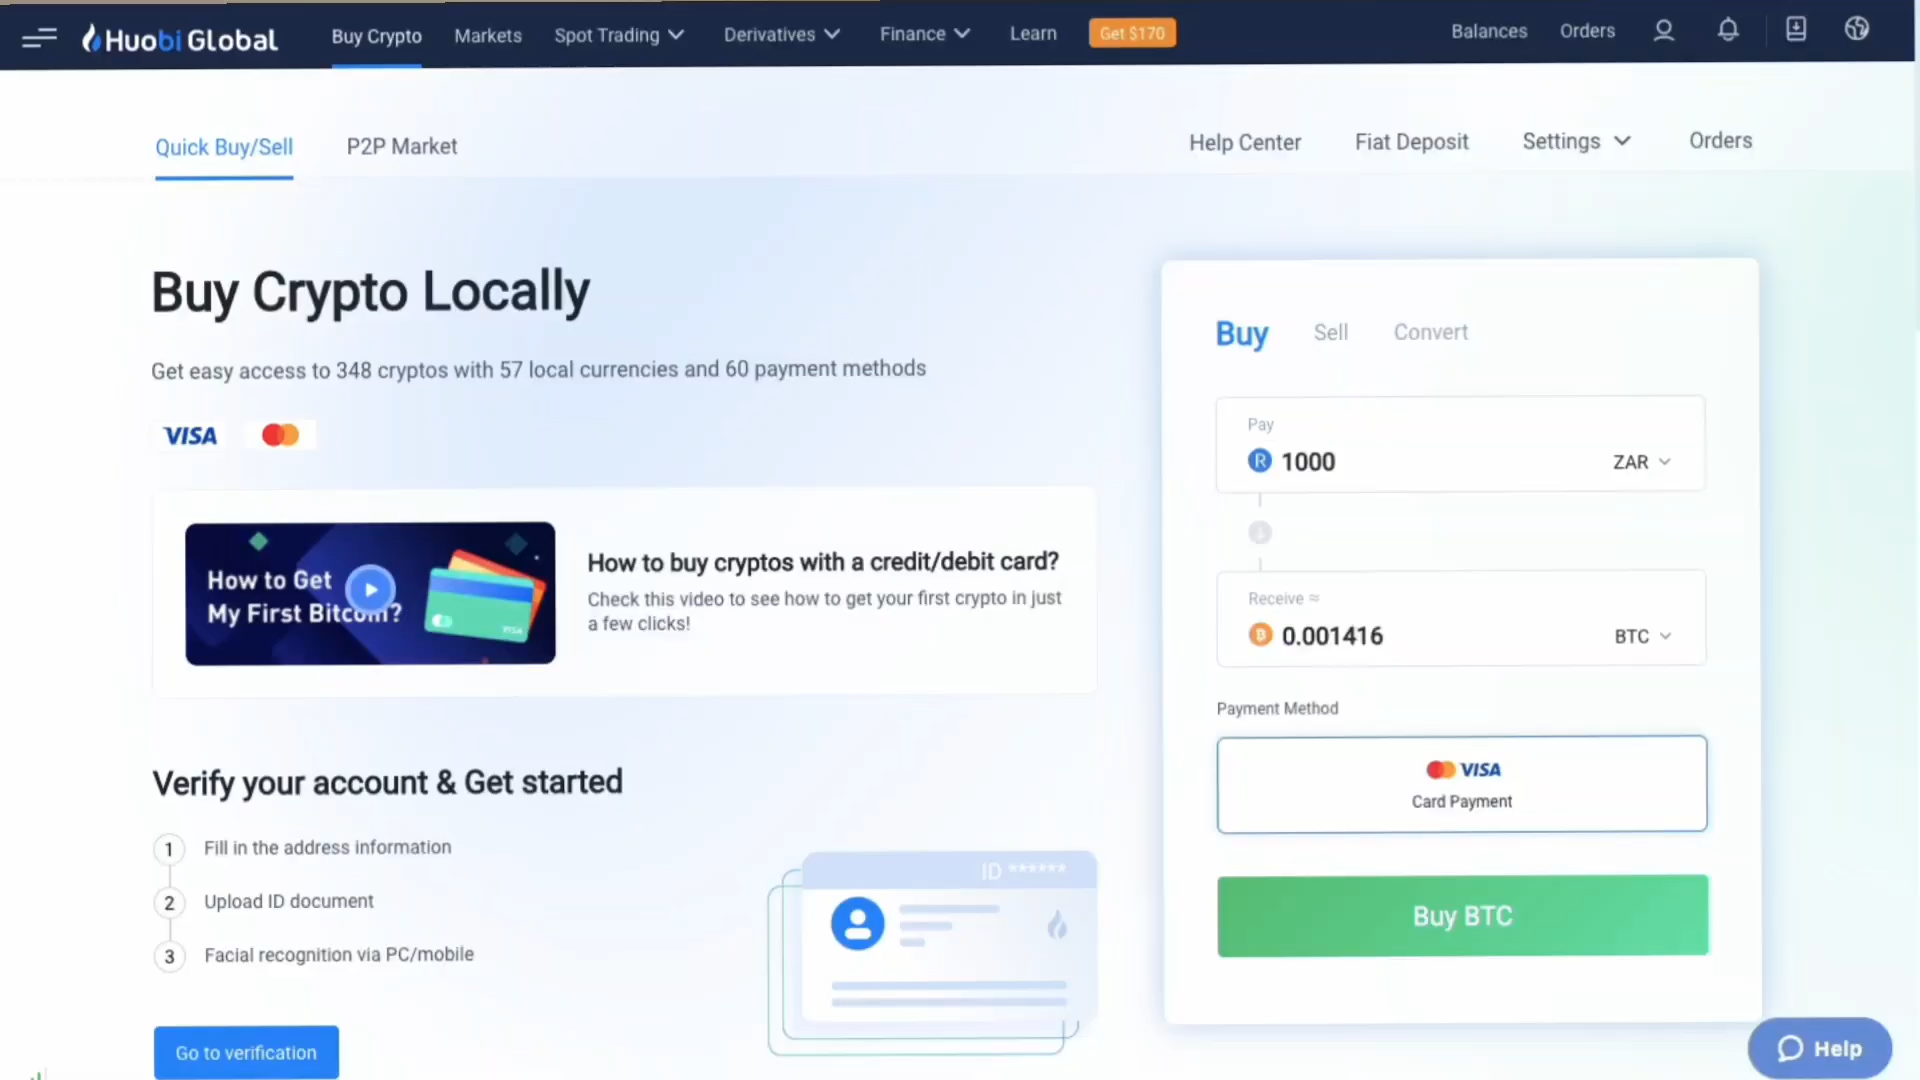 Huobi Global
Buy Crypto
Markets
Spot Trading
Derivatives
Finance
Learn
Get $170
Balances
Orders
Quick Buy/Sell
P2P Market
Help Center
Fiat Deposit
Settings
Orders
Buy Crypto Locally
Get easy access to 348 cryptos with 57 local currencies and 60 payment methods
VISA
How to Get
My First Bitcoin?
VISA
How to buy cryptos with a credit/debit card?
Check this video to see how to get your first crypto in just
a few clicks!
Verify your account & Get started
1 Fill in the address information
2 Upload ID document
3 Facial recognition via PC/mobile
ID ******
Go to verification
Buy
Sell
Convert
Pay
R 1000
ZAR
Receive ≈
B 0.001416
BTC
Payment Method
VISA
Card Payment
Buy BTC
Help